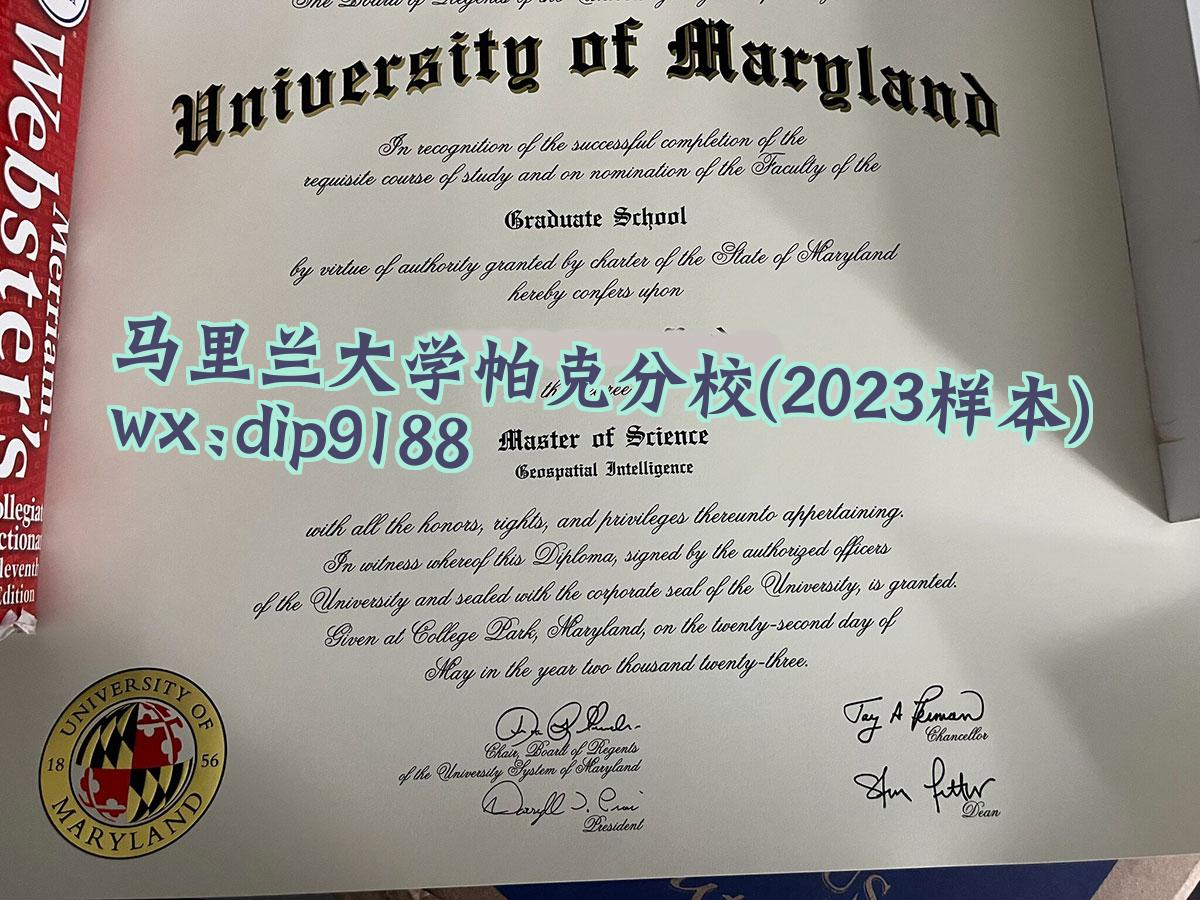 University of Maryland
In recognition of the successful completion of the
requisite course of study and on nomination of the Faculty of the
Graduate School
by virtue of authority granted by charter of the State of Maryland
hereby confers upon
马里兰大学帕克分校(2023样本)
wx:dip9188
Master of Science
Geospatial Intelligence
with all the honors, rights, and privileges thereunto appertaining.
In witness whereof this Diploma, signed by the authorized officers
of the University and sealed with the corporate seal of the University, is granted.
Given at College Park, Maryland, on the twenty-second day of
May in the year two thousand twenty-three.
Chair, Board of Regents
of the University System of Maryland
President
Jay A Perman
Chancellor
Dean
UNIVERSITY OF
18 56
MARYLAND
Merriam-
Webster's